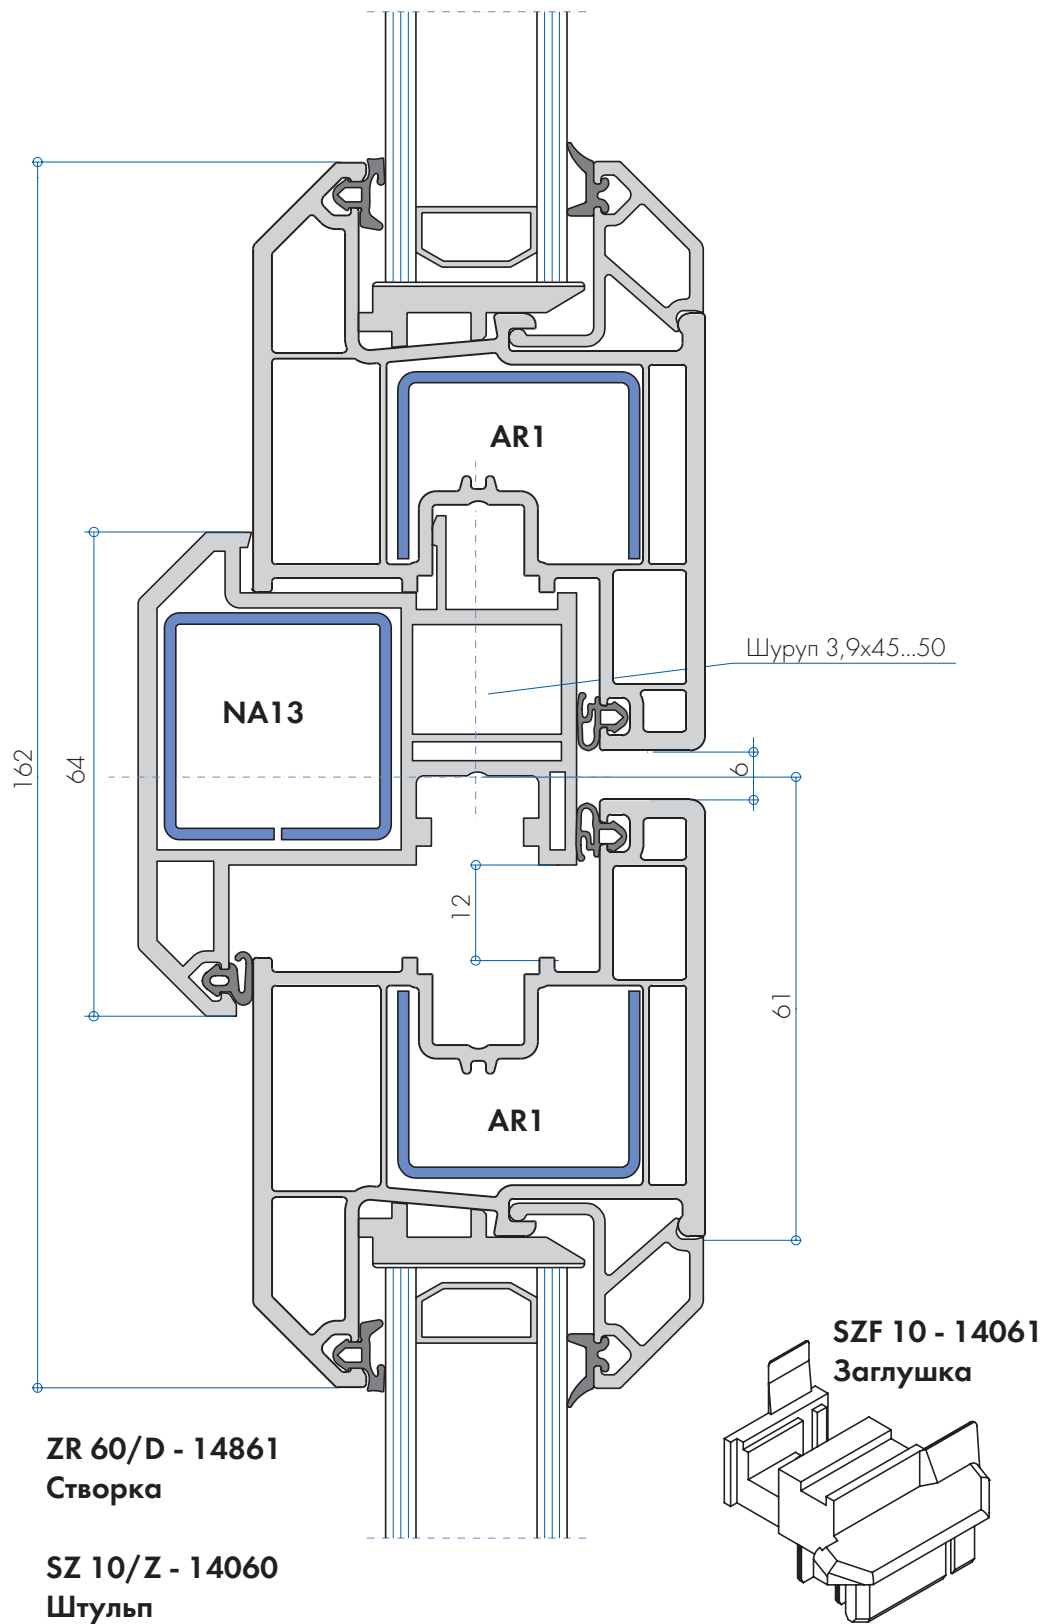 AR1
Шуруп 3,9x45...50
NA13
162
64
6
12
61
AR1
SZF 10 - 14061
Заглушка
ZR 60/D - 14861
Створка
SZ 10/Z - 14060
Штульп